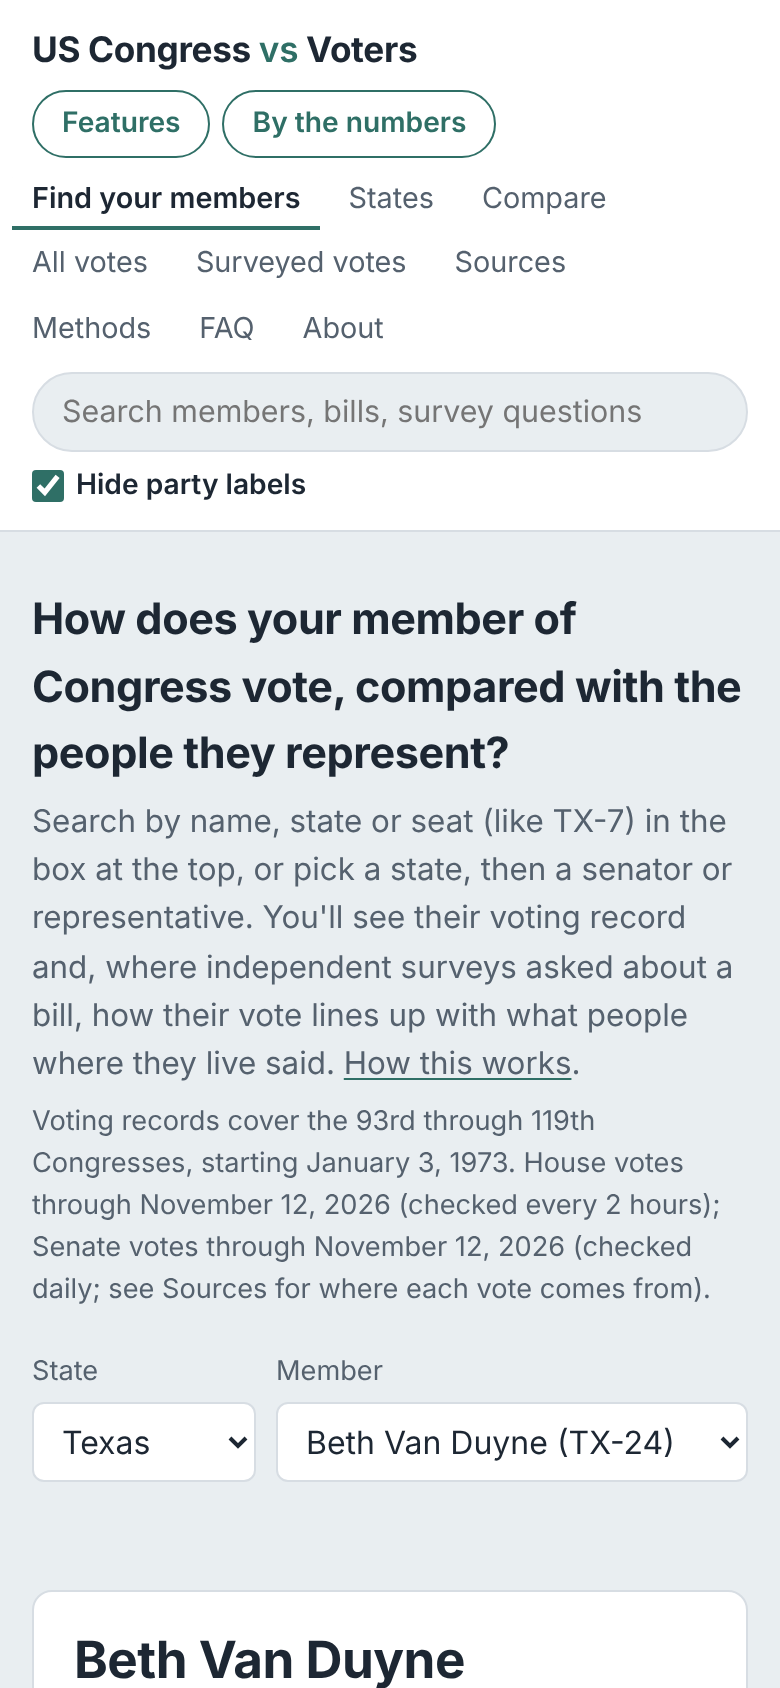 US Congress vs Voters
Features
By the numbers
Find your members
States
Compare
All votes
Surveyed votes
Sources
Methods
FAQ
About
Search members, bills, survey questions
Hide party labels
How does your member of
Congress vote, compared with the
people they represent?
Search by name, state or seat (like TX-7) in the
box at the top, or pick a state, then a senator or
representative. You'll see their voting record
and, where independent surveys asked about a
bill, how their vote lines up with what people
where they live said. How this works.
Voting records cover the 93rd through 119th
Congresses, starting January 3, 1973. House votes
through November 12, 2026 (checked every 2 hours);
Senate votes through November 12, 2026 (checked
daily; see Sources for where each vote comes from).
State
Member
Texas
Beth Van Duyne (TX-24)
Beth Van Duyne